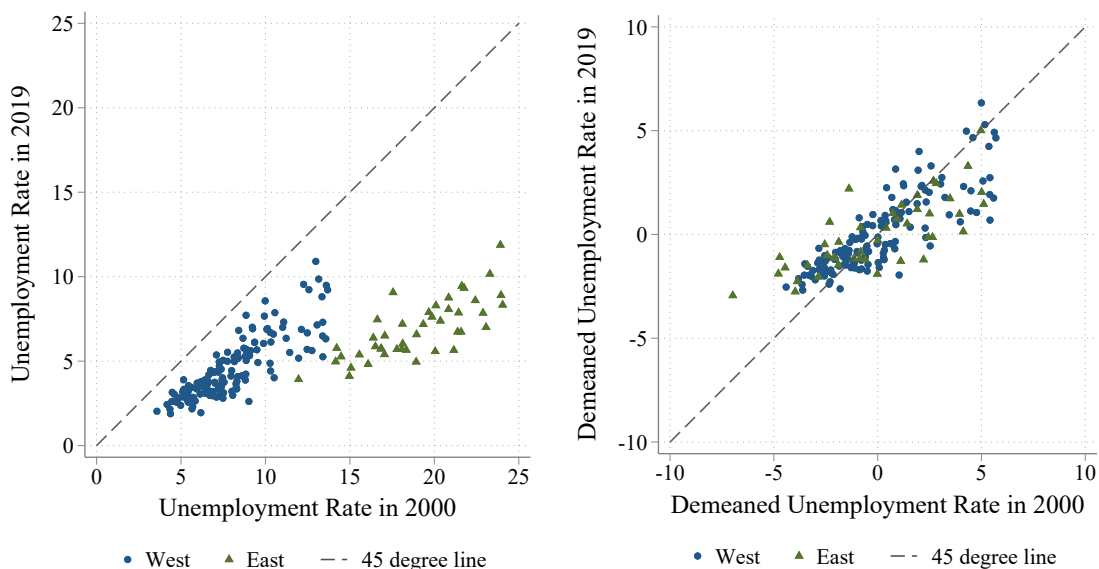 25
20
15
10
5
0
Unemployment Rate in 2019
0 5 10 15 20 25
Unemployment Rate in 2000
West East 45 degree line
10
5
0
-5
-10
Demeaned Unemployment Rate in 2019
-10 -5 0 5 10
Demeaned Unemployment Rate in 2000
West East 45 degree line